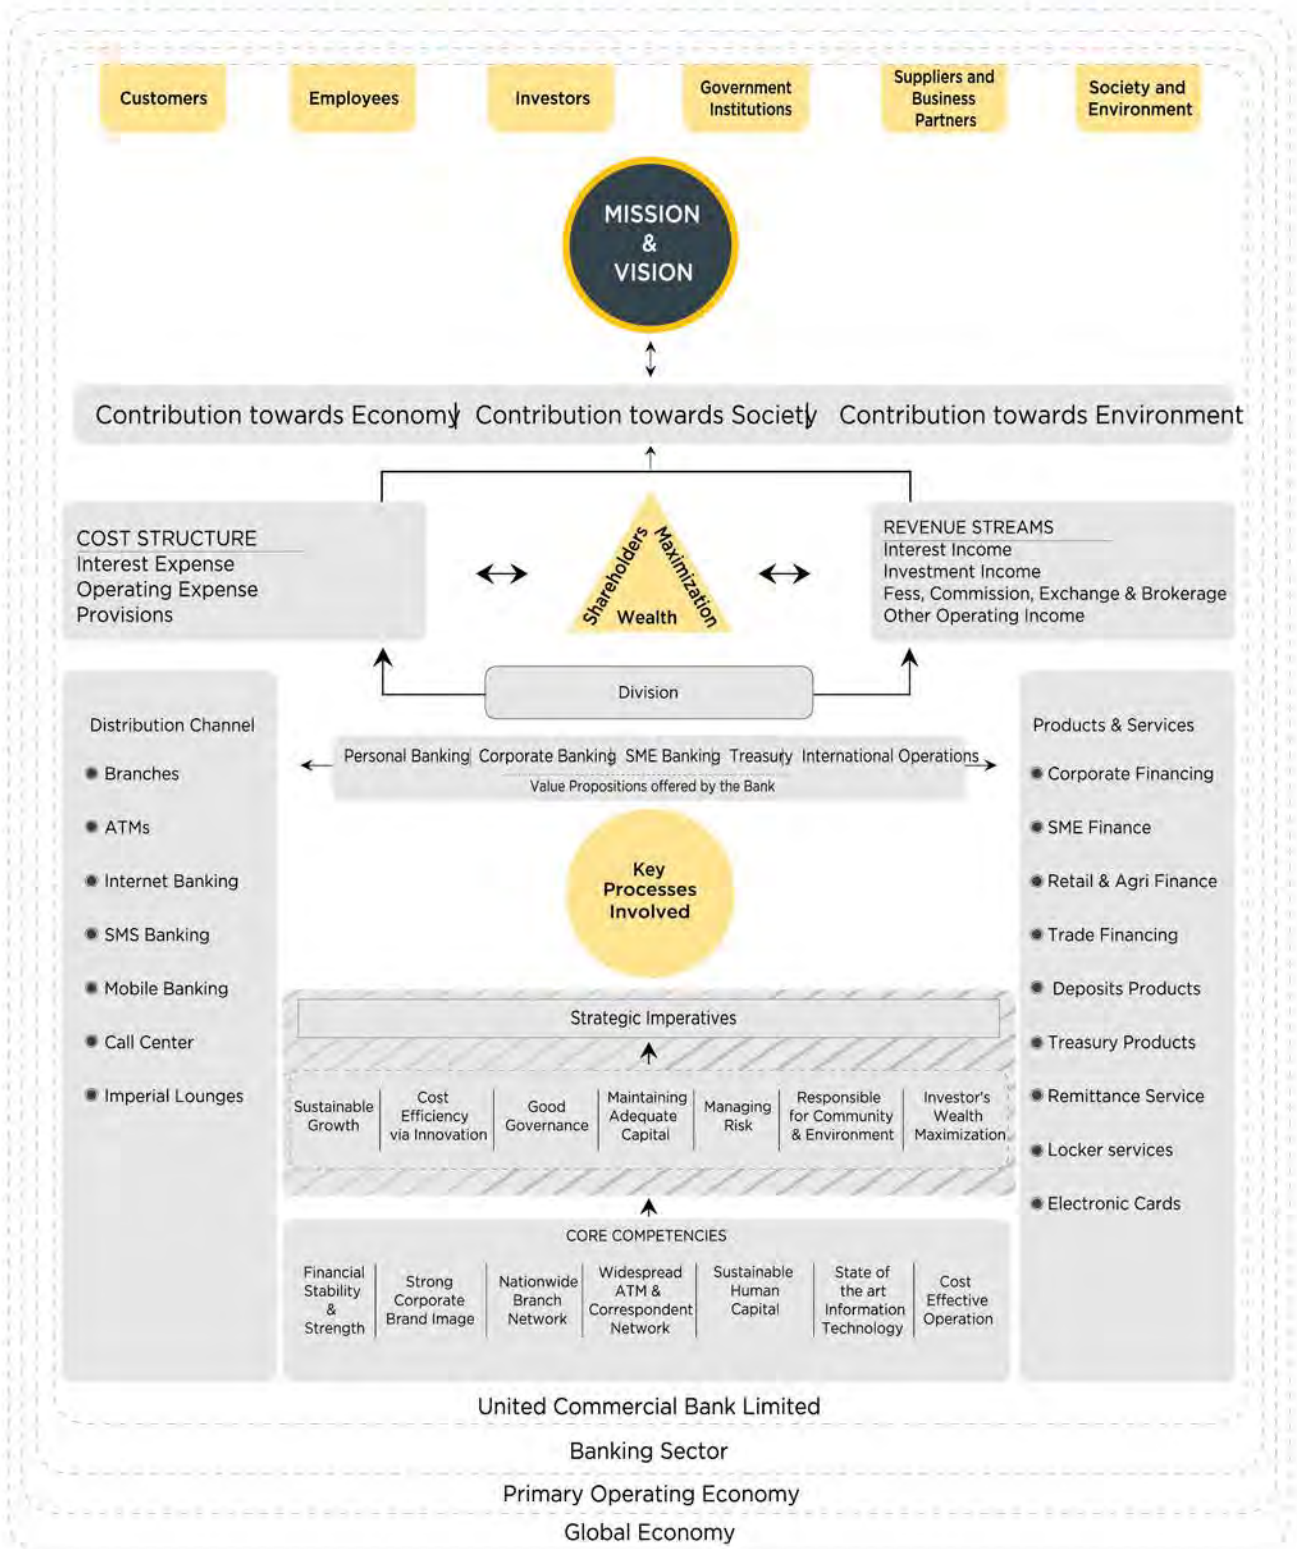 Customers
Employees
Investors
Government
Institutions
Suppliers and
Business
Partners
Society and
Environment
MISSION
&
VISION
Contribution towards Economy | Contribution towards Society | Contribution towards Environment
COST STRUCTURE
Interest Expense
Operating Expense
Provisions
Shareholders
Wealth
Maximization
REVENUE STREAMS
Interest Income
Investment Income
Fess, Commission, Exchange & Brokerage
Other Operating Income
Division
Personal Banking | Corporate Banking | SME Banking | Treasury | International Operations
Value Propositions offered by the Bank
Distribution Channel
Branches
ATMs
Internet Banking
SMS Banking
Mobile Banking
Call Center
Imperial Lounges
Products & Services
Corporate Financing
SME Finance
Retail & Agri Finance
Trade Financing
Deposits Products
Treasury Products
Remittance Service
Locker services
Electronic Cards
Key
Processes
Involved
Strategic Imperatives
Sustainable
Growth
Cost
Efficiency
via Innovation
Good
Governance
Maintaining
Adequate
Capital
Managing
Risk
Responsible
for Community
& Environment
Investor's
Wealth
Maximization
CORE COMPETENCIES
Financial
Stability
&
Strength
Strong
Corporate
Brand Image
Nationwide
Branch
Network
Widespread
ATM &
Correspondent
Network
Sustainable
Human
Capital
State of
the art
Information
Technology
Cost
Effective
Operation
United Commercial Bank Limited
Banking Sector
Primary Operating Economy
Global Economy